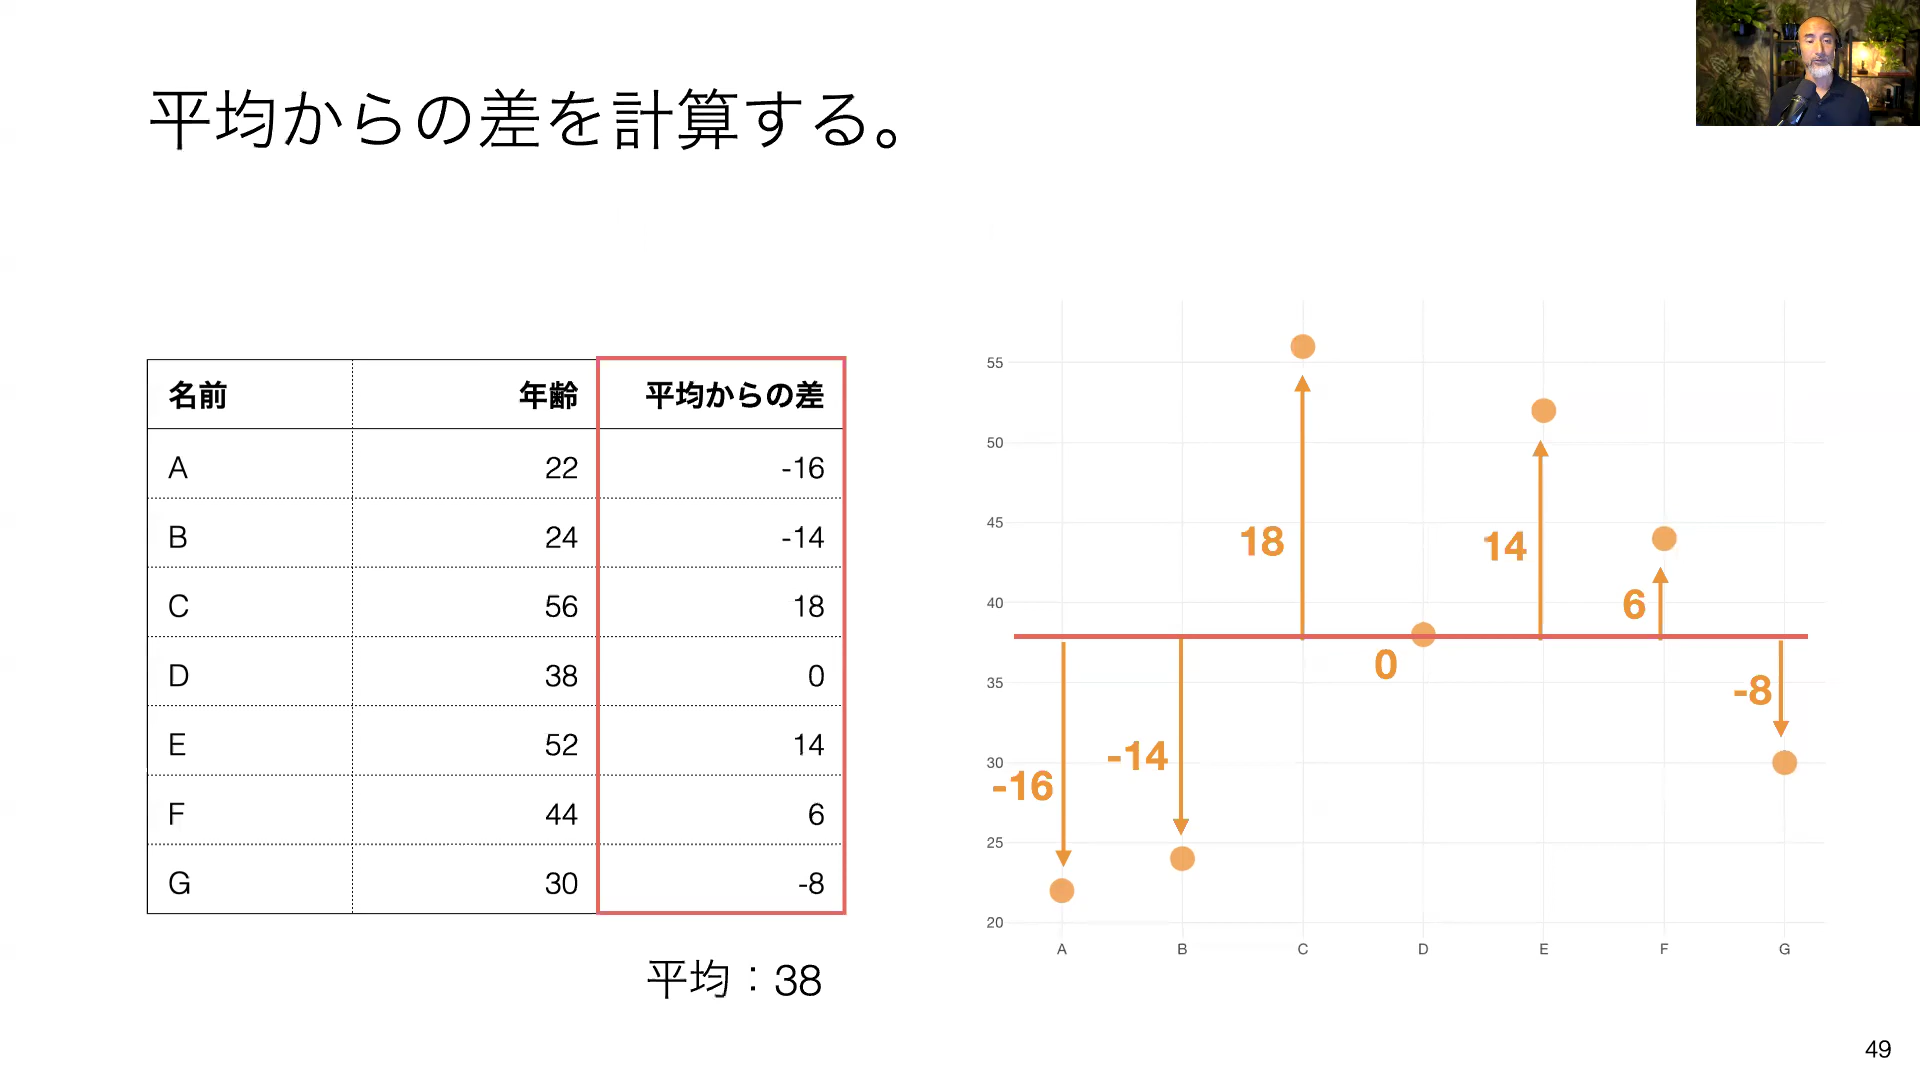 平均からの差を計算する。
名前 年齢 平均からの差
A 22 -16
B 24 -14
C 56 18
D 38 0
E 52 14
F 44 6
G 30 -8
平均：38
55
50
45
40
35
30
25
20
18
14
6
0
-8
-14
-16
A B C D E F G
49